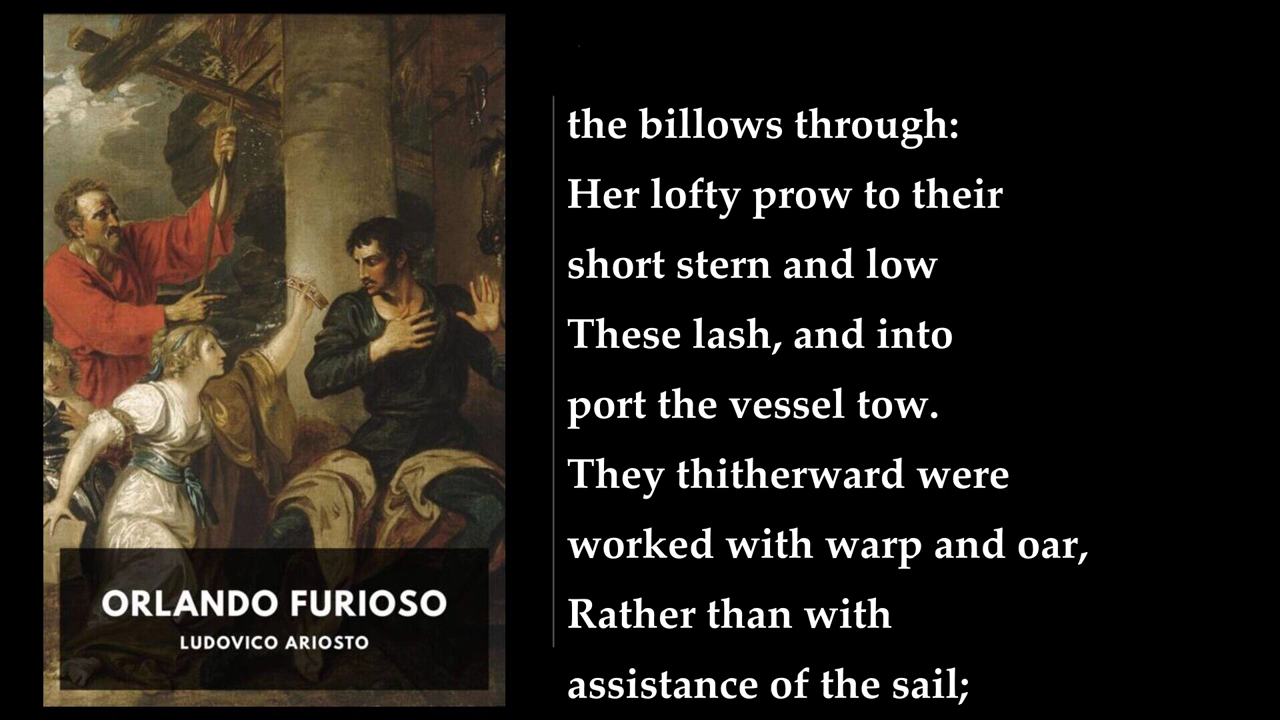 ORLANDO FURIOSO
LUDOVICO ARIOSTO
the billows through:
Her lofty prow to their
short stern and low
These lash, and into
port the vessel tow.
They thitherward were
worked with warp and oar,
Rather than with
assistance of the sail;